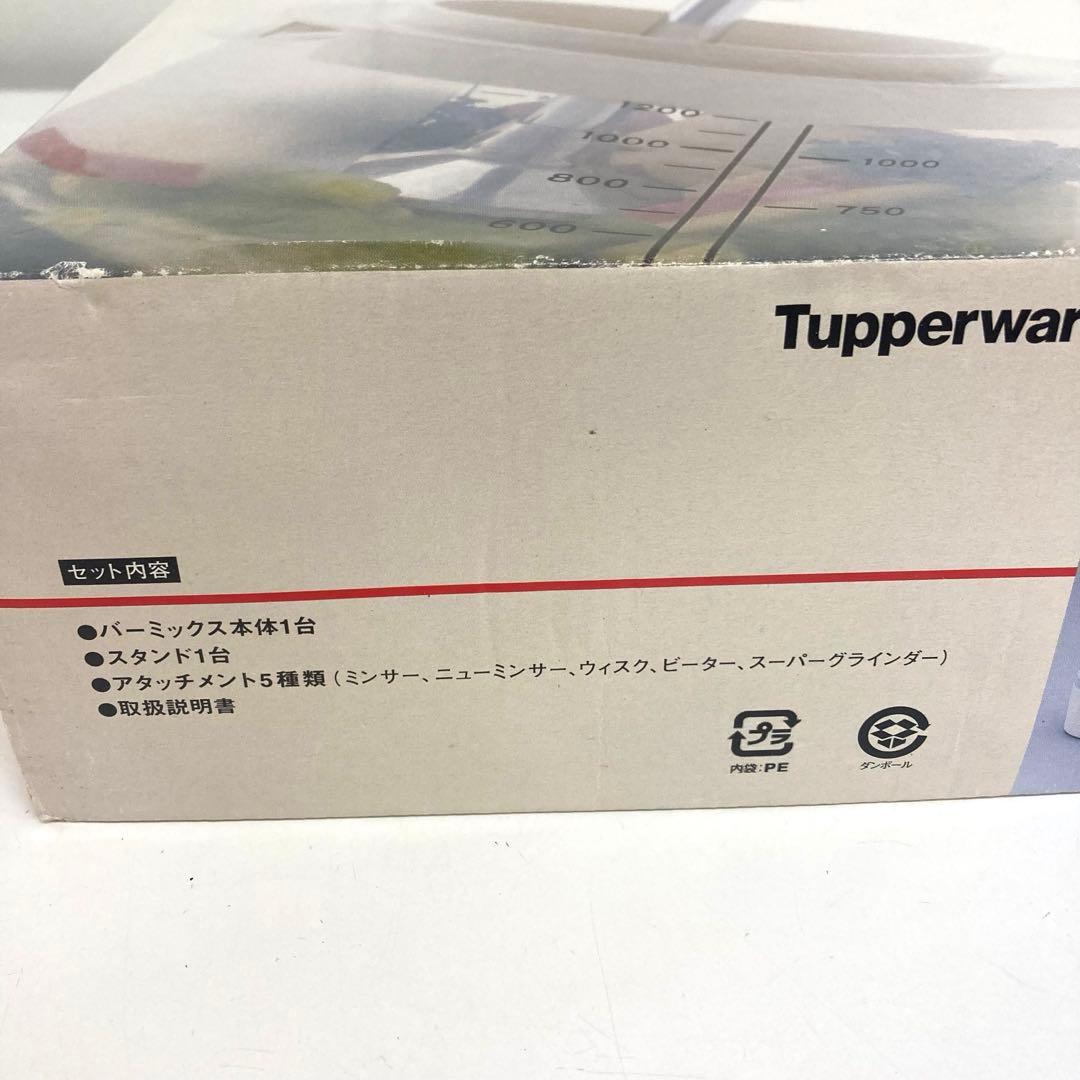 1200
1000
1000
800
750
600
Tupperwar
セット内容
●バーミックス本体1台
●スタンド1台
●アタッチメント5種類(ミンサー、ニューミンサー、ウィスク、ビーター、スーパーグラインダー)
●取扱説明書
プラ
内袋:PE
ダンボール